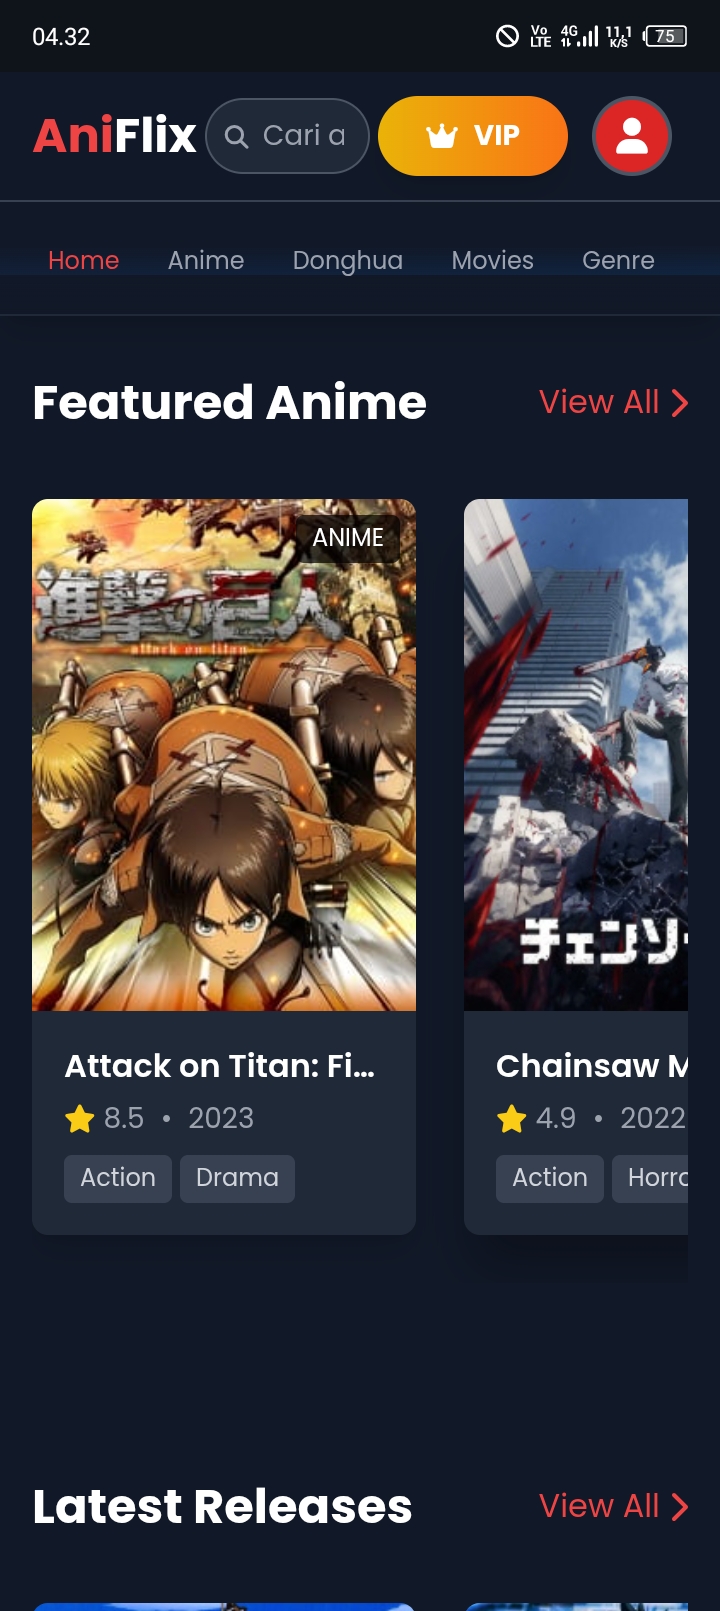 04.32
Vo LTE 4G 11,1 K/S 75
AniFlix
Cari a
VIP
Home Anime Donghua Movies Genre
Featured Anime View All
ANIME
進撃の巨人
attack on titan
チェンソー
Attack on Titan: Fi...
8.5 • 2023
Action Drama
Chainsaw M
4.9 • 2022
Action Horro
Latest Releases View All